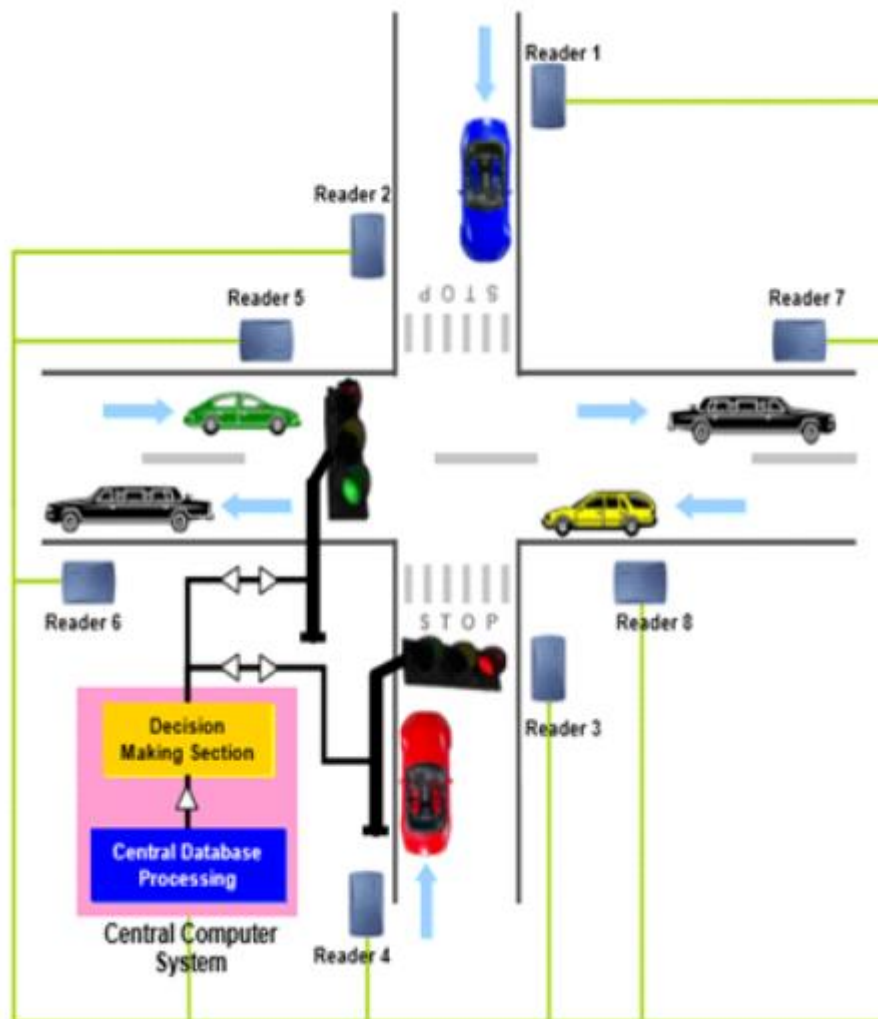 Reader 1
Reader 2
STOP
Reader 5
Reader 7
Reader 6
STOP
Reader 8
Reader 3
Decision
Making Section
Central Database
Processing
Central Computer
System
Reader 4